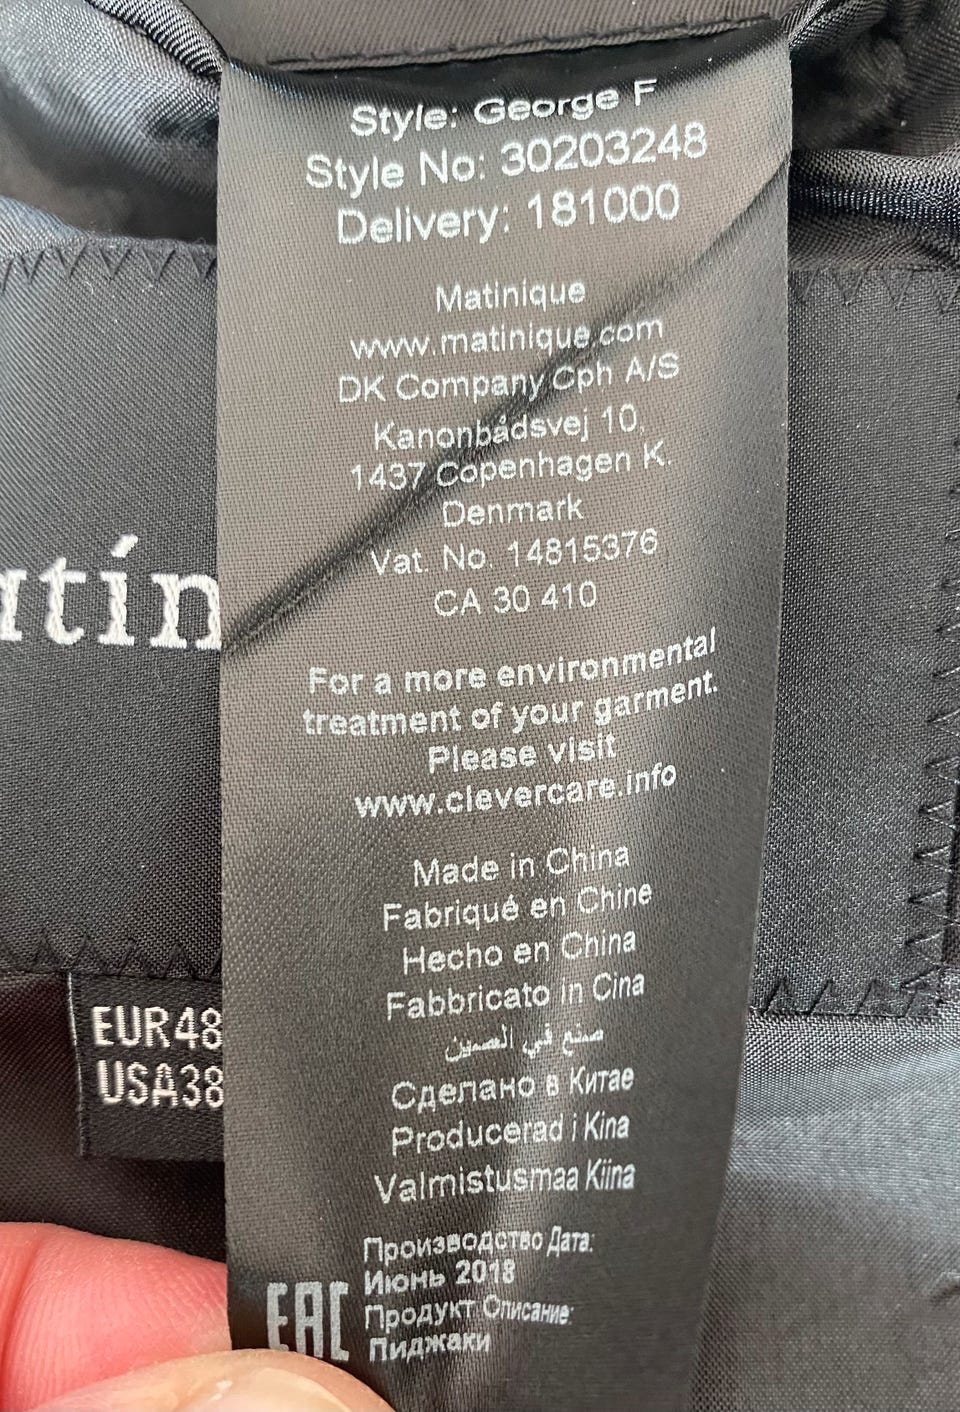 Style: George F
Style No: 30203248
Delivery: 181000
Matinique
www.matinique.com
DK Company Cph A/S
Kanonbådsvej 10,
1437 Copenhagen K.
Denmark
Vat. No. 14815376
CA 30 410
For a more environmental
treatment of your garment.
Please visit
www.clevercare.info
Made in China
Fabriqué en Chine
Hecho en China
Fabbricato in Cina
صنع في الصين
Сделано в Китае
Producerad i Kina
Valmistusmaa Kiina
Производство Дата:
Июнь 2018
Продукт Описание:
Пиджаки
EAC
atín
EUR48
USA38